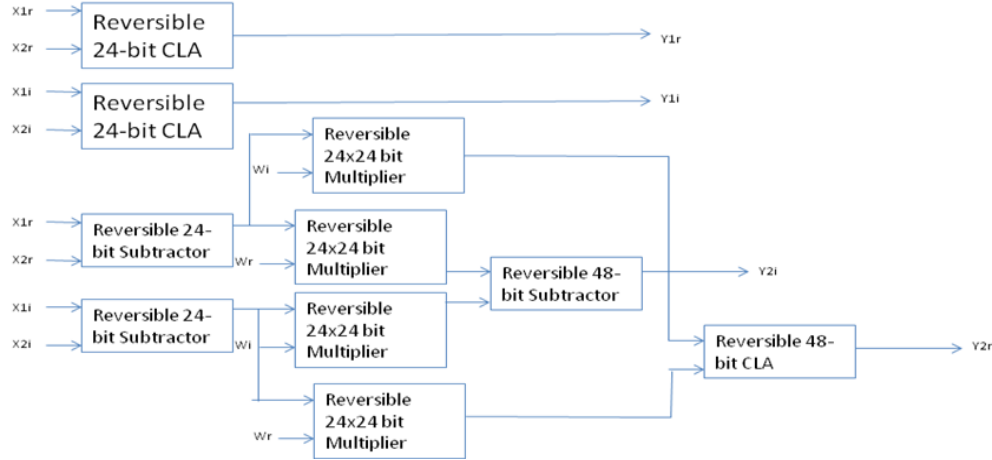 X1r
X2r
Reversible
24-bit CLA
Y1r
X1i
X2i
Reversible
24-bit CLA
Y1i
Wi
Reversible
24x24 bit
Multiplier
X1r
X2r
Reversible 24-
bit Subtractor
Wr
Reversible
24x24 bit
Multiplier
Reversible 48-
bit Subtractor
Y2i
X1i
X2i
Reversible 24-
bit Subtractor
Wi
Reversible
24x24 bit
Multiplier
Reversible 48-
bit CLA
Y2r
Wr
Reversible
24x24 bit
Multiplier